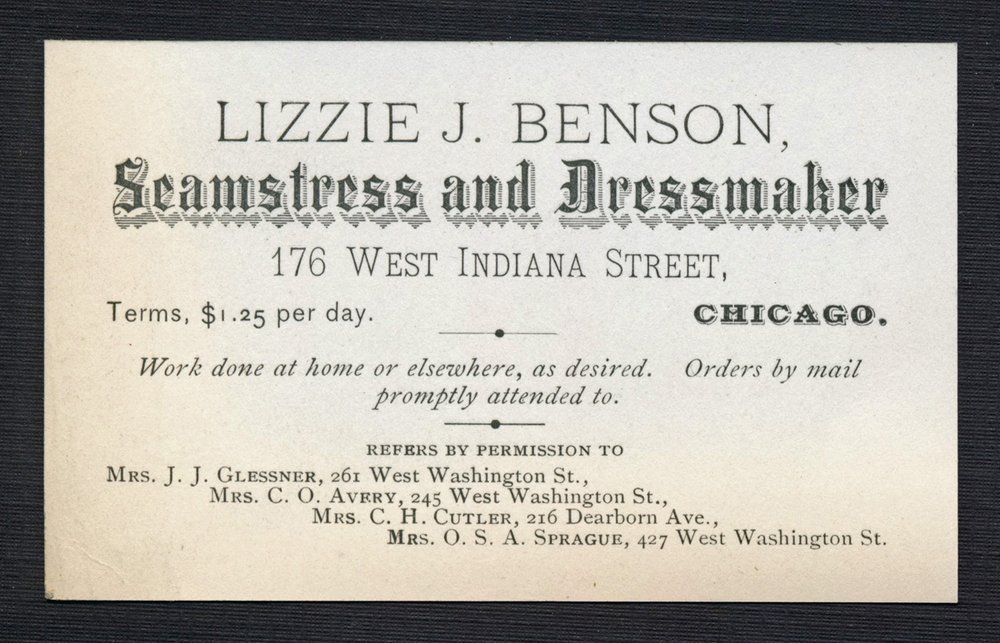 LIZZIE J. BENSON,
Seamstress and Dressmaker
176 WEST INDIANA STREET,
Terms, $1.25 per day. CHICAGO.
Work done at home or elsewhere, as desired. Orders by mail
promptly attended to.
REFERS BY PERMISSION TO
MRS. J. J. GLESSNER, 261 West Washington St.,
MRS. C. O. AVERY, 245 West Washington St.,
MRS. C. H. CUTLER, 216 Dearborn Ave.,
MRS. O. S. A. SPRAGUE, 427 West Washington St.